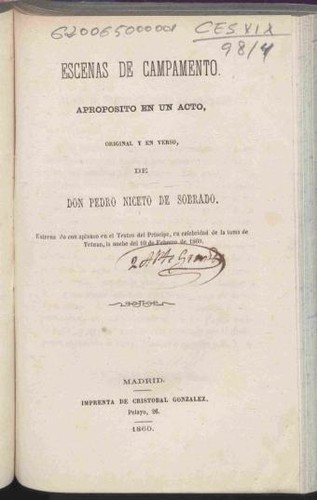 62006500000
CES XIX
98/4
ESCENAS DE CAMPAMENTO.
APROPOSITO EN UN ACTO,
ORIGINAL Y EN VERSO,
DE
DON PEDRO NICETO DE SOBRADO.
Estrenado con aplauso en el Teatro del Príncipe, en celebridad de la toma de
Tetuan, la noche del 10 de Febrero de 1860.
MADRID.
IMPRENTA DE CRISTOBAL GONZALEZ.
Pelayo, 26.
1860.